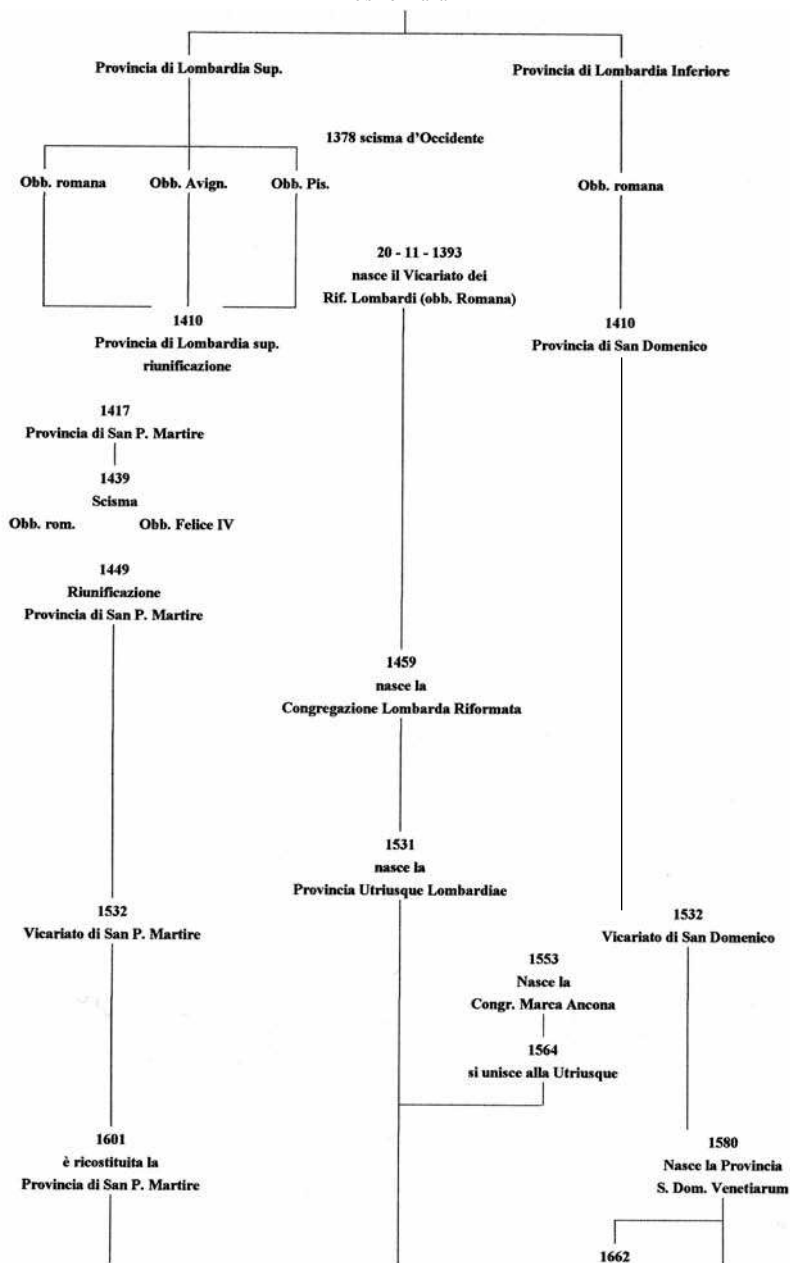 Provincia di Lombardia Sup.
Provincia di Lombardia Inferiore
1378 scisma d'Occidente
Obb. romana
Obb. Avign.
Obb. Pis.
Obb. romana
20 - 11 - 1393
nasce il Vicariato dei
Rif. Lombardi (obb. Romana)
1410
Provincia di Lombardia sup.
riunificazione
1410
Provincia di San Domenico
1417
Provincia di San P. Martire
1439
Scisma
Obb. rom.
Obb. Felice IV
1449
Riunificazione
Provincia di San P. Martire
1459
nasce la
Congregazione Lombarda Riformata
1531
nasce la
Provincia Utriusque Lombardiae
1532
Vicariato di San P. Martire
1532
Vicariato di San Domenico
1553
Nasce la
Congr. Marca Ancona
1564
si unisce alla Utriusque
1601
è ricostituita la
Provincia di San P. Martire
1580
Nasce la Provincia
S. Dom. Venetiarum
1662